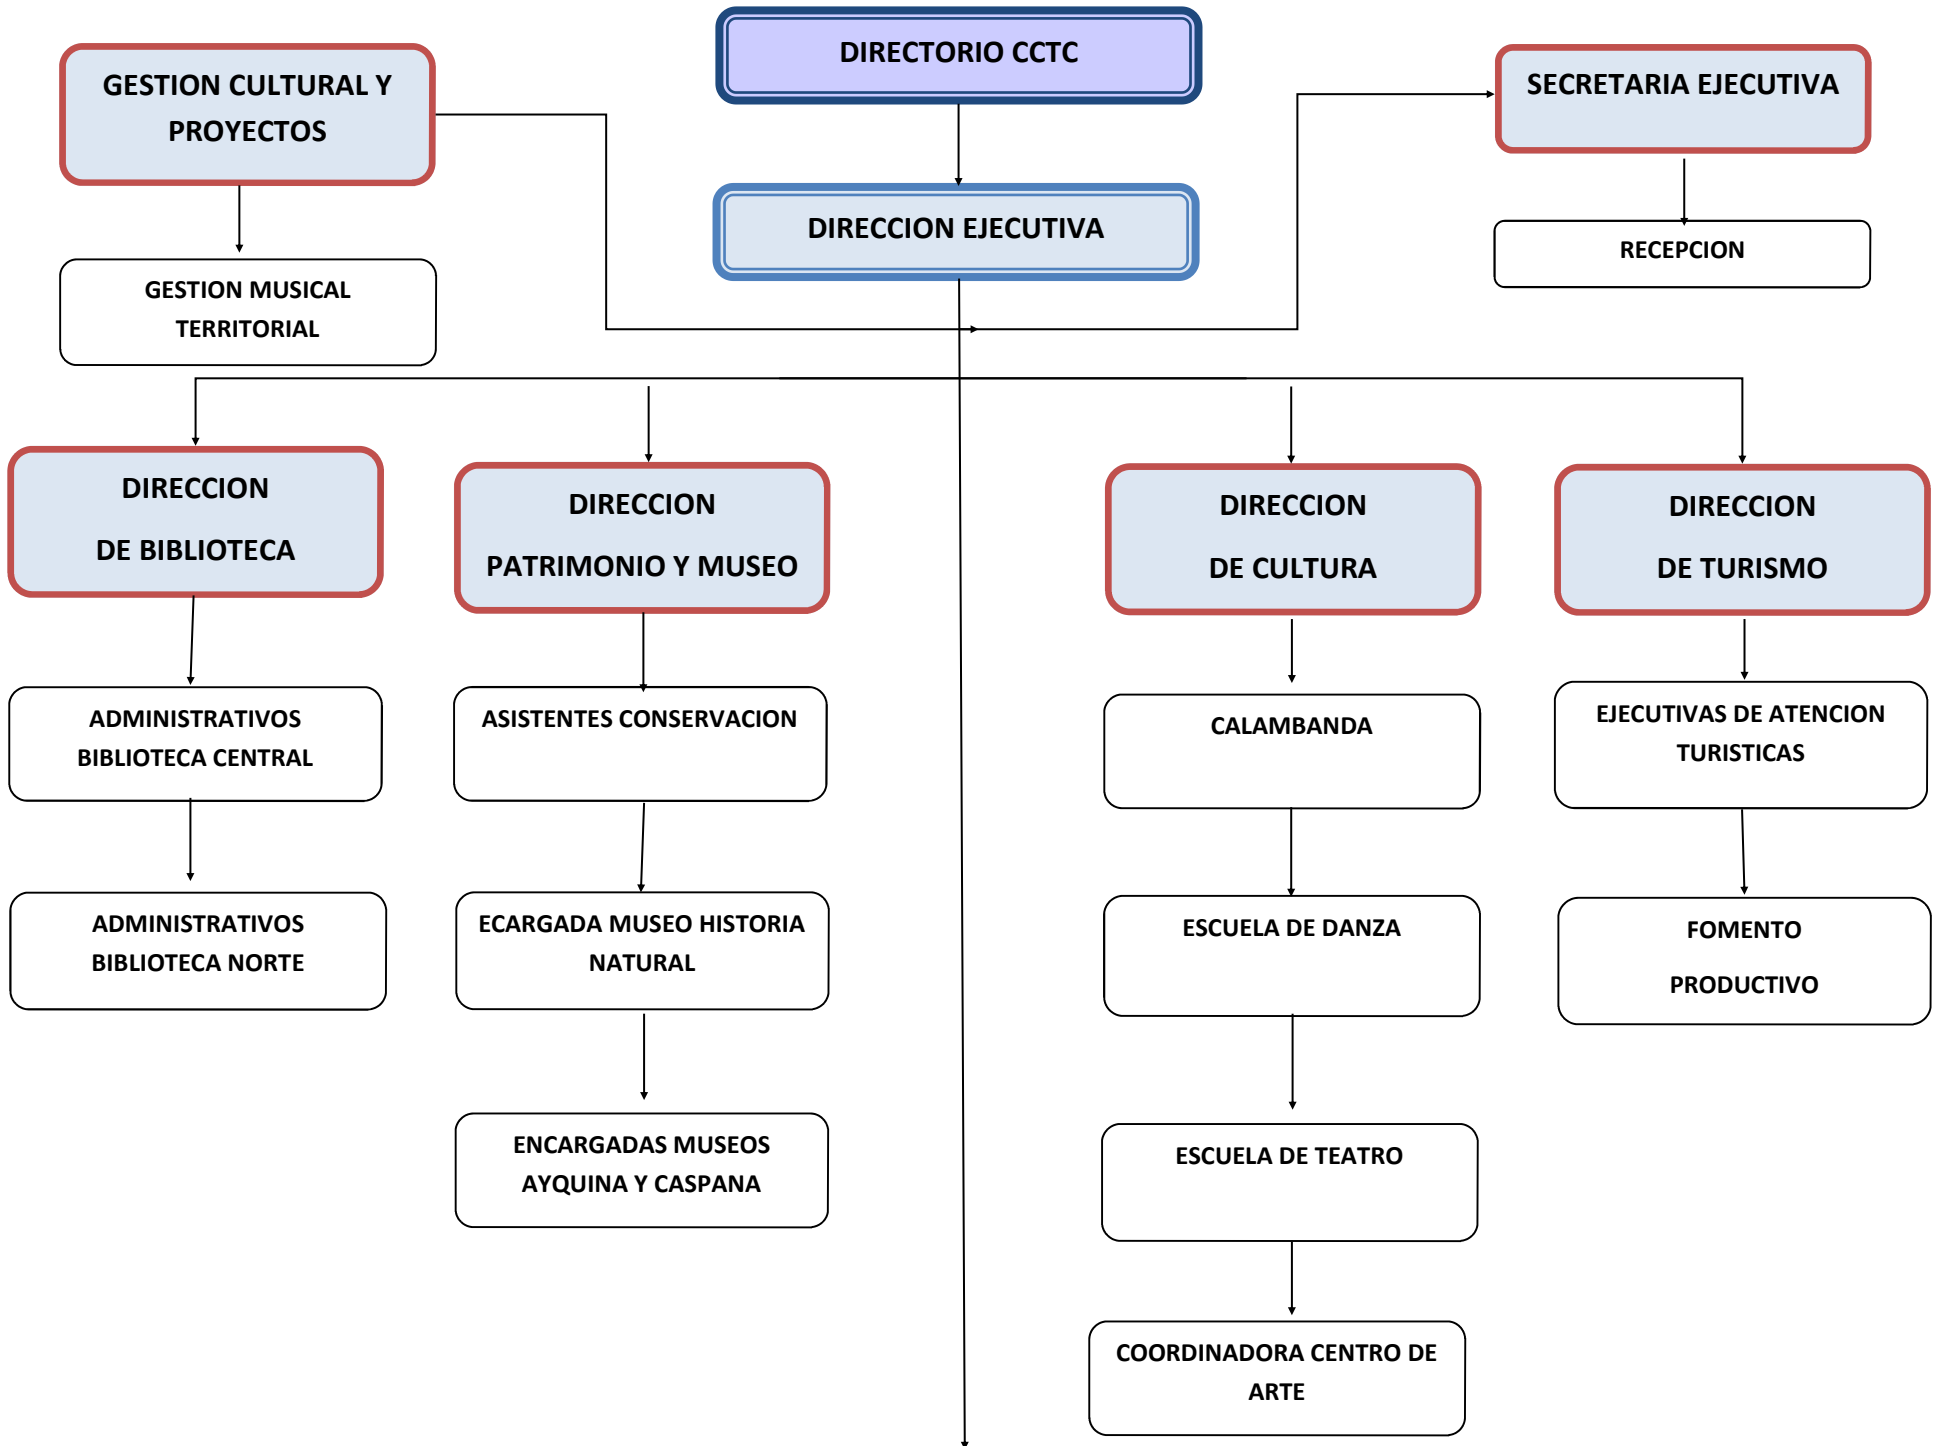 DIRECTORIO CCTC
GESTION CULTURAL Y
PROYECTOS
SECRETARIA EJECUTIVA
DIRECCION EJECUTIVA
RECEPCION
GESTION MUSICAL
TERRITORIAL
DIRECCION
DE BIBLIOTECA
DIRECCION
PATRIMONIO Y MUSEO
DIRECCION
DE CULTURA
DIRECCION
DE TURISMO
ADMINISTRATIVOS
BIBLIOTECA CENTRAL
ASISTENTES CONSERVACION
CALAMBANDA
EJECUTIVAS DE ATENCION
TURISTICAS
ADMINISTRATIVOS
BIBLIOTECA NORTE
ECARGADA MUSEO HISTORIA
NATURAL
ESCUELA DE DANZA
FOMENTO
PRODUCTIVO
ENCARGADAS MUSEOS
AYQUINA Y CASPANA
ESCUELA DE TEATRO
COORDINADORA CENTRO DE
ARTE